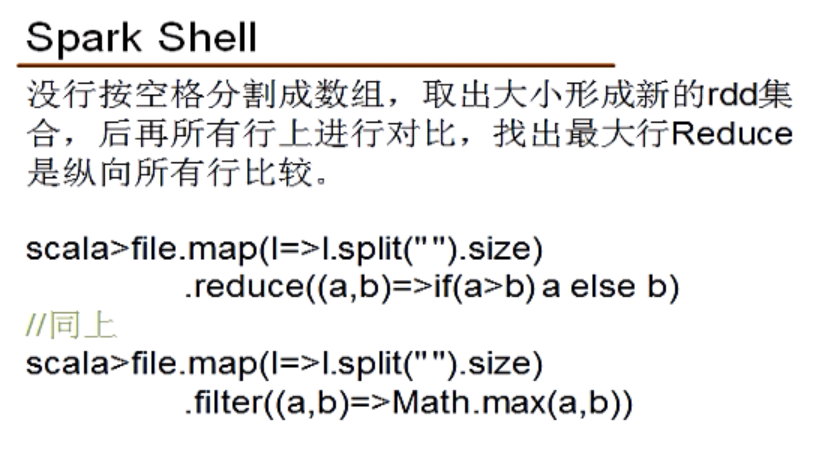 Spark Shell
没行按空格分割成数组，取出大小形成新的rdd集
合，后再所有行上进行对比，找出最大行Reduce
是纵向所有行比较。
scala>file.map(l=>l.split("").size)
.reduce((a,b)=>if(a>b) a else b)
//同上
scala>file.map(l=>l.split("").size)
.filter((a,b)=>Math.max(a,b))